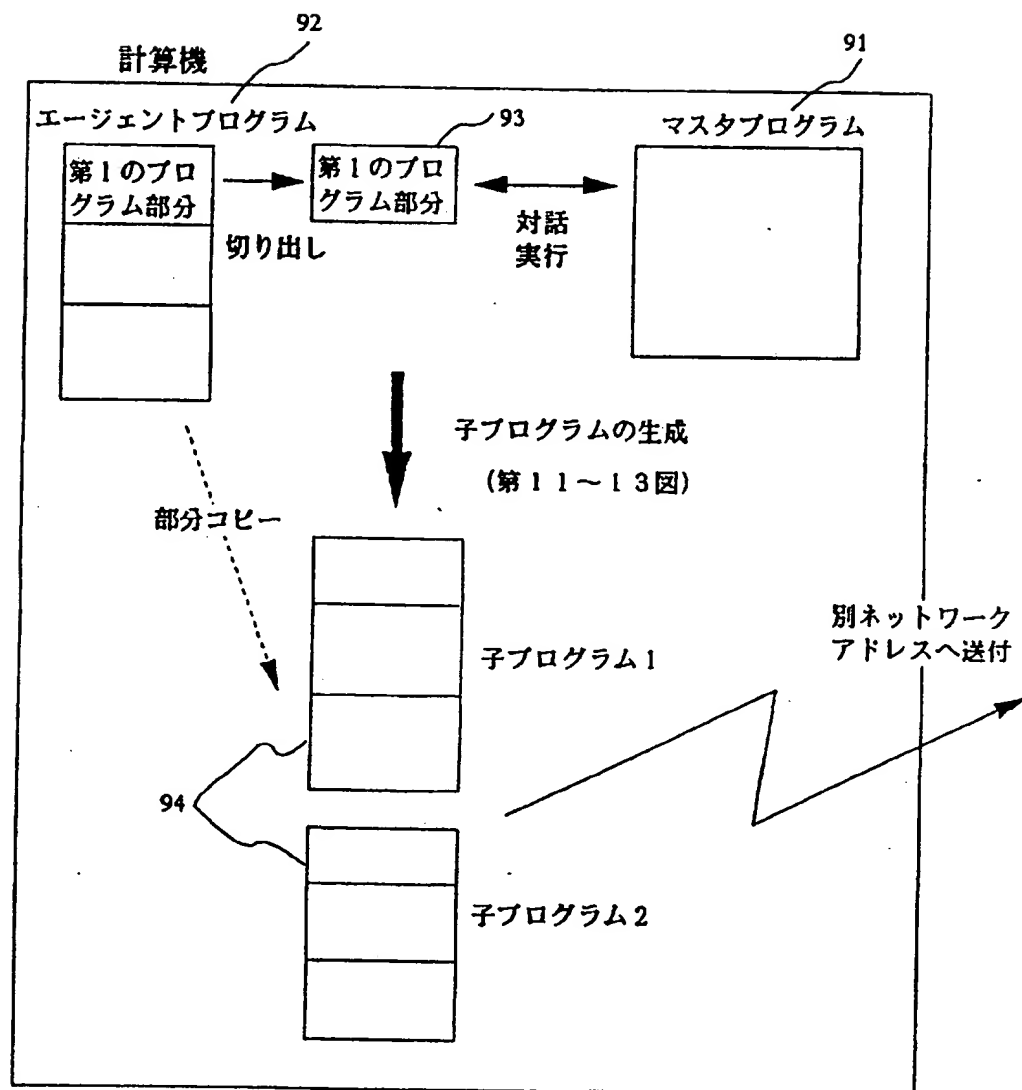 92
91
計算機
エージェントプログラム
93
マスタプログラム
第1のプロ
グラム部分
第1のプロ
グラム部分
切り出し
対話
実行
子プログラムの生成
(第11〜13図)
部分コピー
別ネットワーク
アドレスへ送付
子プログラム1
94
子プログラム2